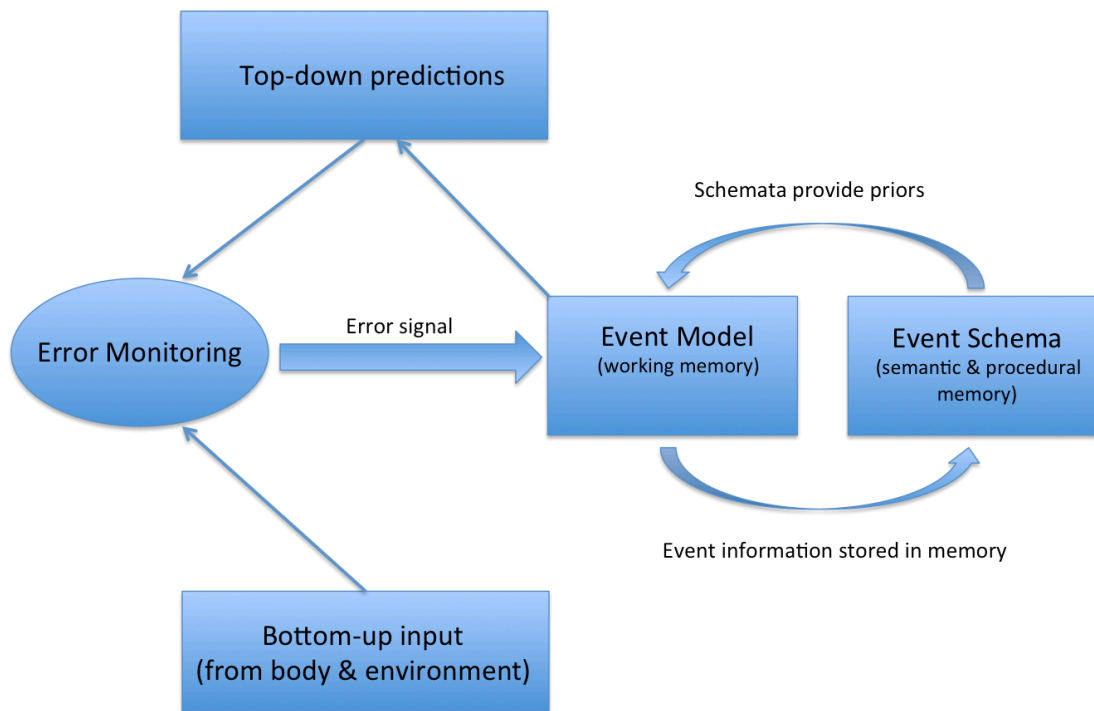 Top-down predictions
Schemata provide priors
Error Monitoring
Error signal
Event Model
(working memory)
Event Schema
(semantic & procedural
memory)
Event information stored in memory
Bottom-up input
(from body & environment)